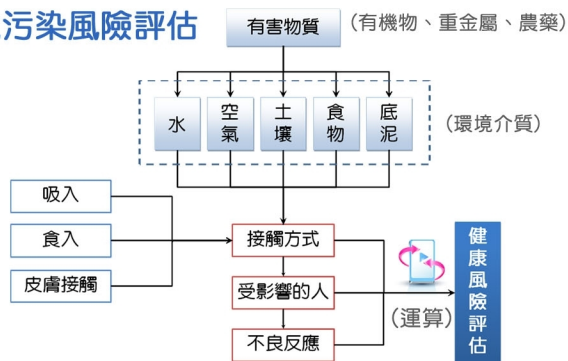 污染風險評估
有害物質
(有機物、重金屬、農藥)
水
空氣
土壤
食物
底泥
(環境介質)
吸入
食入
皮膚接觸
接觸方式
受影響的人
不良反應
(運算)
健康風險評估